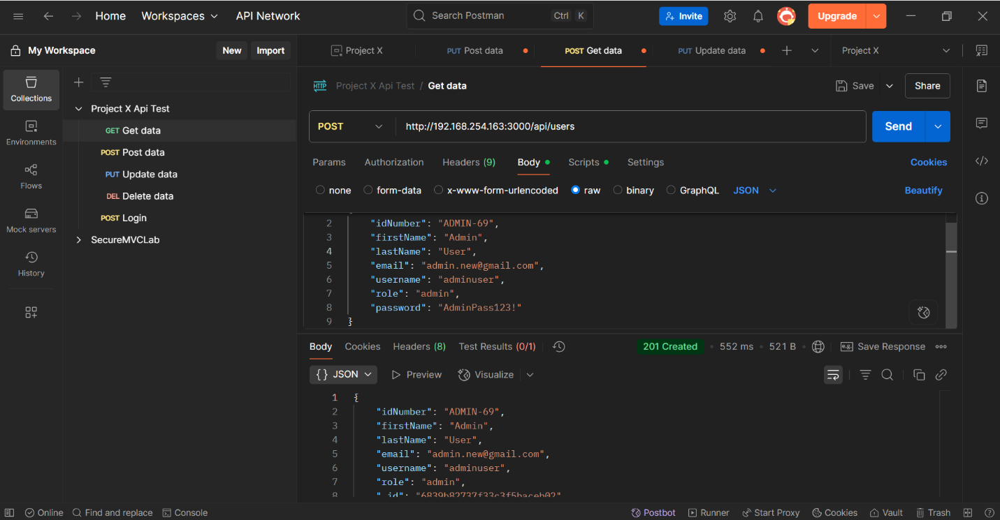 Home Workspaces API Network Search Postman Ctrl K Invite Upgrade
My Workspace New Import Project X PUT Post data POST Get data PUT Update data Project X
Collections
Environments
Flows
Mock servers
History
Project X Api Test
GET Get data
POST Post data
PUT Update data
DEL Delete data
POST Login
SecureMVCLab
HTTP Project X Api Test / Get data Save Share
POST http://192.168.254.163:3000/api/users Send
Params Authorization Headers (9) Body Scripts Settings Cookies
none form-data x-www-form-urlencoded raw binary GraphQL JSON Beautify
2 "idNumber": "ADMIN-69",
3 "firstName": "Admin",
4 "lastName": "User",
5 "email": "admin.new@gmail.com",
6 "username": "adminuser",
7 "role": "admin",
8 "password": "AdminPass123!"
9 }
Body Cookies Headers (8) Test Results (0/1) 201 Created • 552 ms • 521 B • e.g. Save Response
{} JSON Preview Visualize
1 {
2 "idNumber": "ADMIN-69",
3 "firstName": "Admin",
4 "lastName": "User",
5 "email": "admin.new@gmail.com",
6 "username": "adminuser",
7 "role": "admin",
8 "_id": "6839b82737f33c3f5baceb02"
Online Find and replace Console Postbot Runner Start Proxy Cookies Vault Trash